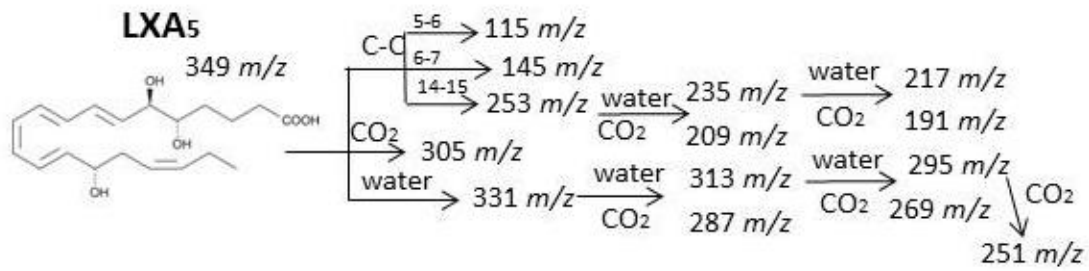 LXA5
349 m/z
OH
OH
COOH
OH
C-C
5-6
115 m/z
6-7
145 m/z
14-15
253 m/z
water
CO2
235 m/z
209 m/z
water
CO2
217 m/z
191 m/z
CO2
305 m/z
water
331 m/z
water
CO2
313 m/z
287 m/z
water
CO2
295 m/z
269 m/z
CO2
251 m/z